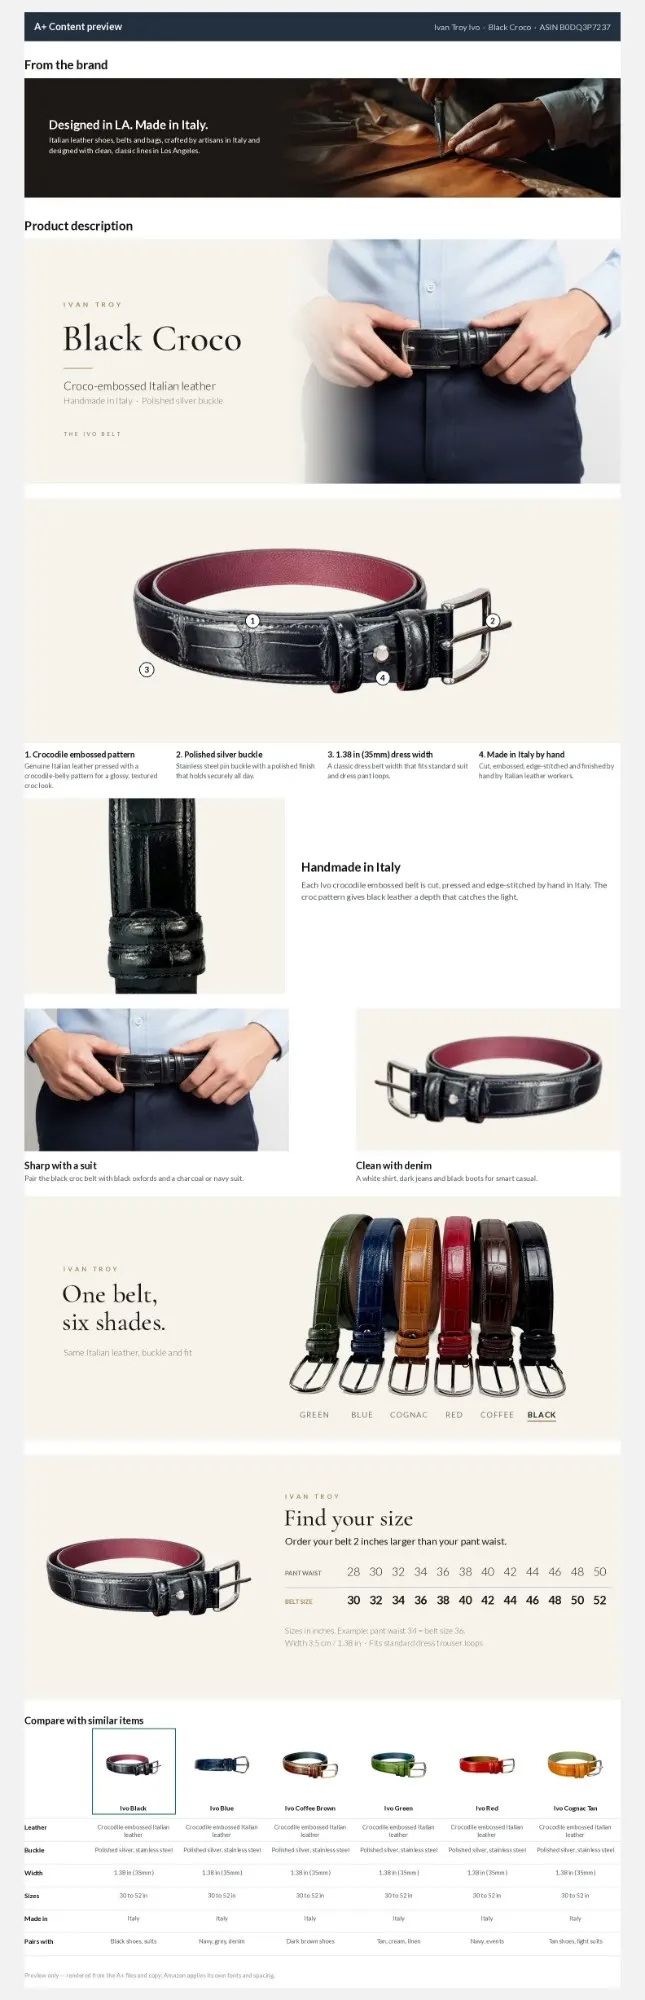 A+ Content preview
Ivan Troy Ivo · Black Croco · ASIN B0DQ3P7237
From the brand
Designed in LA. Made in Italy.
Italian leather shoes, belts and bags, crafted by artisans in Italy and
designed with clean, classic lines in Los Angeles.
Product description
IVAN TROY
Black Croco
Croco-embossed Italian leather
Handmade in Italy · Polished silver buckle
THE IVO BELT
1
2
3
4
1. Crocodile embossed pattern
Genuine Italian leather pressed with a
crocodile-belly pattern for a glossy, textured
croc look.
2. Polished silver buckle
Stainless steel pin buckle with a polished finish
that holds securely all day.
3. 1.38 in (35mm) dress width
A classic dress belt width that fits standard suit
and dress pant loops.
4. Made in Italy by hand
Cut, embossed, edge-stitched and finished by
hand by Italian leather workers.
Handmade in Italy
Each Ivo crocodile embossed belt is cut, pressed and edge-stitched by hand in Italy. The
croc pattern gives black leather a depth that catches the light.
Sharp with a suit
Pair the black croc belt with black oxfords and a charcoal or navy suit.
Clean with denim
A white shirt, dark jeans and black boots for smart casual.
IVAN TROY
One belt,
six shades.
Same Italian leather, buckle and fit
GREEN BLUE COGNAC RED COFFEE BLACK
IVAN TROY
Find your size
Order your belt 2 inches larger than your pant waist.
PANT WAIST 28 30 32 34 36 38 40 42 44 46 48 50
BELT SIZE 30 32 34 36 38 40 42 44 46 48 50 52
Sizes in inches. Example: pant waist 34 = belt size 36.
Width 3.5 cm / 1.38 in · Fits standard dress trouser loops
Compare with similar items
Ivo Black Ivo Blue Ivo Coffee Brown Ivo Green Ivo Red Ivo Cognac Tan
Leather Crocodile embossed Italian Crocodile embossed Italian Crocodile embossed Italian Crocodile embossed Italian Crocodile embossed Italian Crocodile embossed Italian
leather leather leather leather leather leather
Buckle Polished silver, stainless steel Polished silver, stainless steel Polished silver, stainless steel Polished silver, stainless steel Polished silver, stainless steel Polished silver, stainless steel
Width 1.38 in (35mm) 1.38 in (35mm) 1.38 in (35mm) 1.38 in (35mm) 1.38 in (35mm) 1.38 in (35mm)
Sizes 30 to 52 in 30 to 52 in 30 to 52 in 30 to 52 in 30 to 52 in 30 to 52 in
Made in Italy Italy Italy Italy Italy Italy
Pairs with Black shoes, suits Navy, grey, denim Dark brown shoes Tan, cream, linen Navy, events Tan shoes, light suits
Preview only — rendered from the A+ files and copy; Amazon applies its own fonts and spacing.